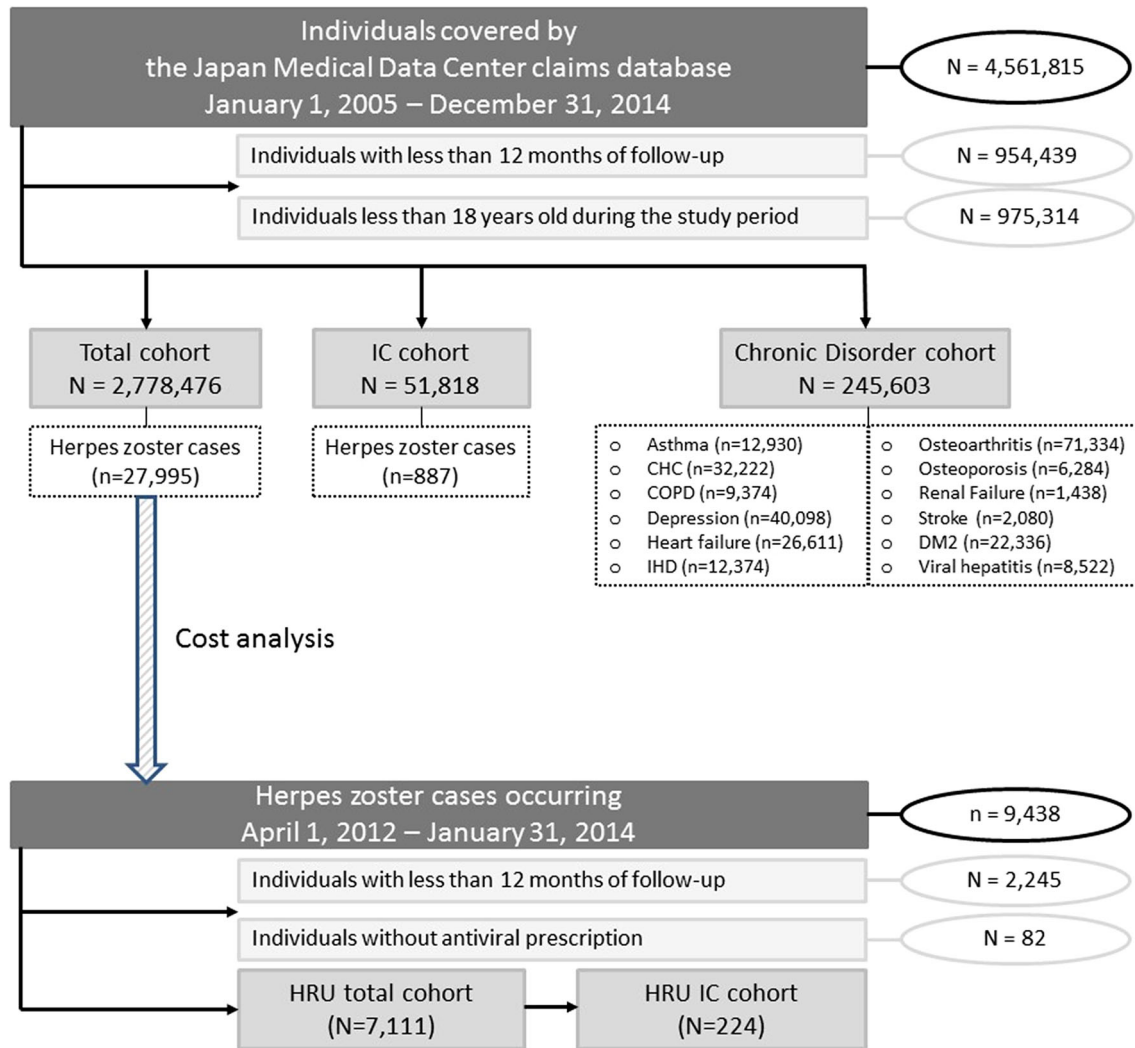 Individuals covered by
the Japan Medical Data Center claims database
January 1, 2005 – December 31, 2014
N = 4,561,815
Individuals with less than 12 months of follow-up
N = 954,439
Individuals less than 18 years old during the study period
N = 975,314
Total cohort
N = 2,778,476
IC cohort
N = 51,818
Chronic Disorder cohort
N = 245,603
Herpes zoster cases
(n=27,995)
Herpes zoster cases
(n=887)
o Asthma (n=12,930)
o CHC (n=32,222)
o COPD (n=9,374)
o Depression (n=40,098)
o Heart failure (n=26,611)
o IHD (n=12,374)
o Osteoarthritis (n=71,334)
o Osteoporosis (n=6,284)
o Renal Failure (n=1,438)
o Stroke (n=2,080)
o DM2 (n=22,336)
o Viral hepatitis (n=8,522)
Cost analysis
Herpes zoster cases occurring
April 1, 2012 – January 31, 2014
n = 9,438
Individuals with less than 12 months of follow-up
N = 2,245
Individuals without antiviral prescription
N = 82
HRU total cohort
(N=7,111)
HRU IC cohort
(N=224)